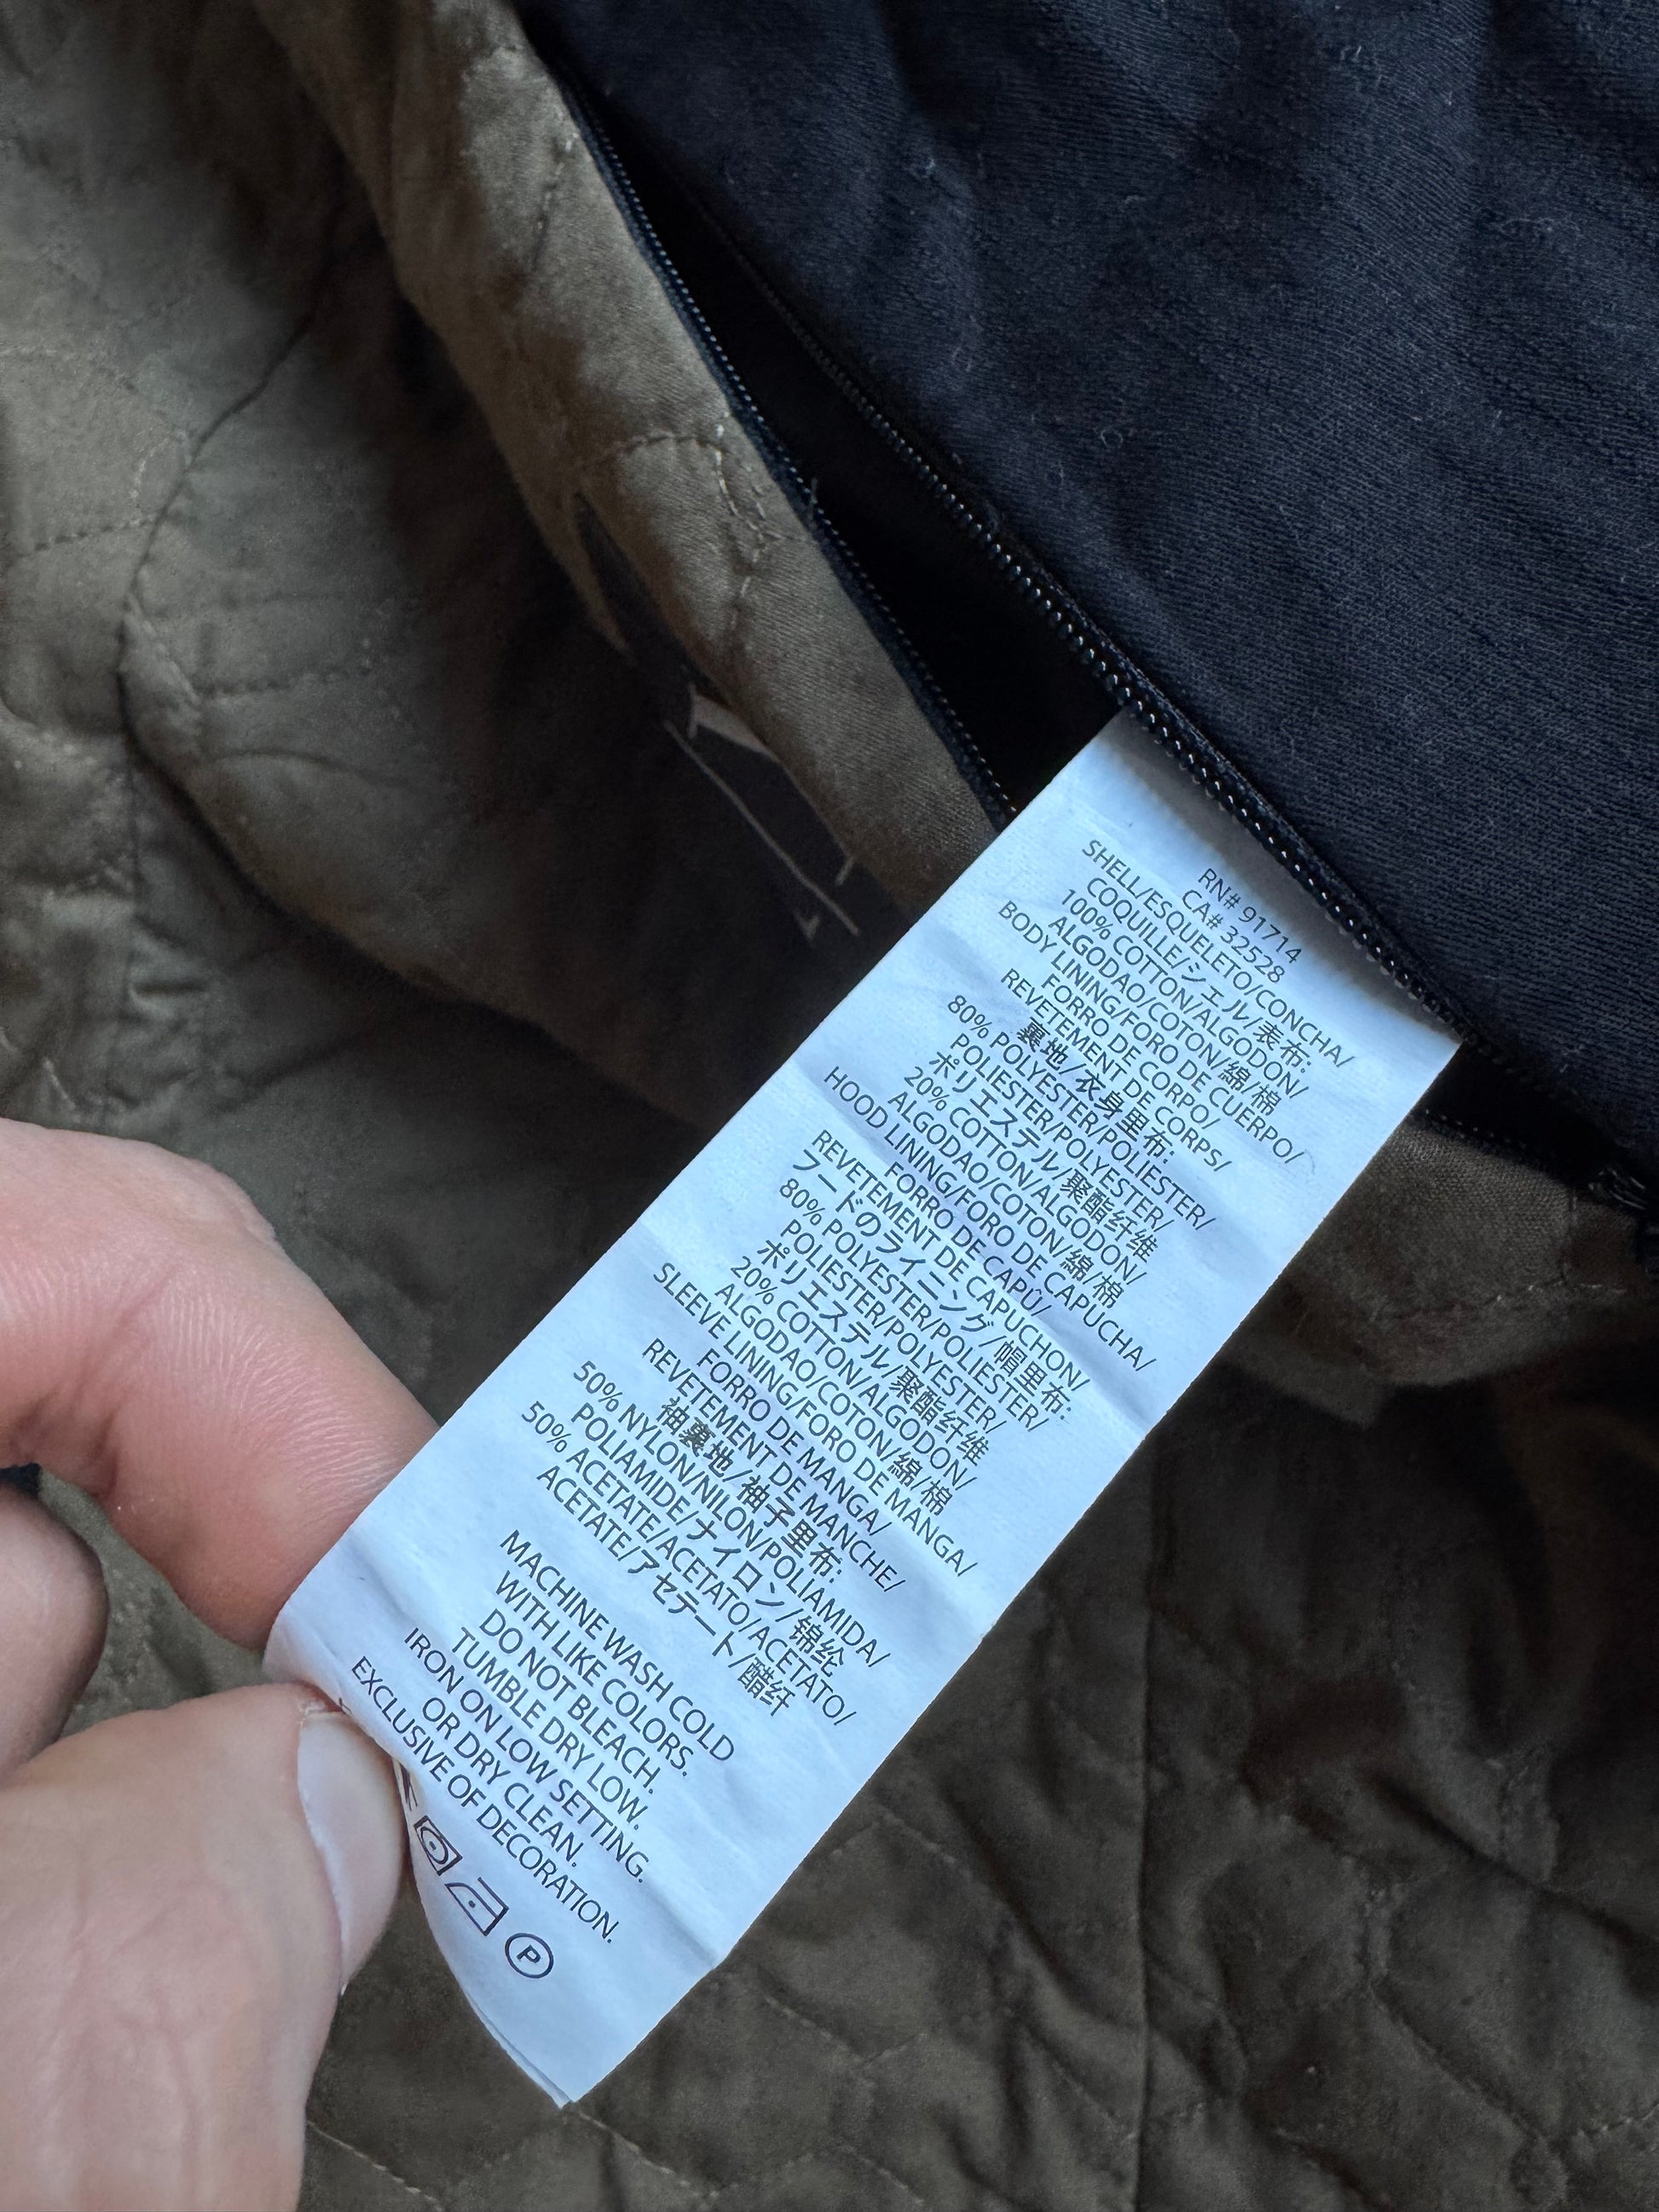 RN# 91714
CA# 32528
SHELL/ESQUELETO/CONCHA/
COQUILLE/シェル/表布:
100% COTTON/ALGODON/
ALGODAO/COTON/綿/棉
BODY LINING/FORO DE CUERPO/
FORRO DE CORPO/
REVETEMENT DE CORPS/
裏地/衣身里布:
80% POLYESTER/POLIESTER/
POLIESTER/POLYESTER/
ポリエステル/聚酯纤维
20% COTTON/ALGODON/
ALGODAO/COTON/綿/棉
HOOD LINING/FORO DE CAPUCHA/
FORRO DE CAPÚ/
REVETEMENT DE CAPUCHON/
フードのライニング/帽里布:
80% POLYESTER/POLIESTER/
POLIESTER/POLYESTER/
ポリエステル/聚酯纤维
20% COTTON/ALGODON/
ALGODAO/COTON/綿/棉
SLEEVE LINING/FORO DE MANGA/
FORRO DE MANGA/
REVETEMENT DE MANCHE/
袖裏地/袖子里布:
50% NYLON/NILON/POLIAMIDA/
POLIAMIDE/ナイロン/锦纶
50% ACETATE/ACETATO/ACETATO/
ACETATE/アセテート/醋纤
MACHINE WASH COLD
WITH LIKE COLORS.
DO NOT BLEACH.
TUMBLE DRY LOW.
IRON ON LOW SETTING.
OR DRY CLEAN.
EXCLUSIVE OF DECORATION.
P